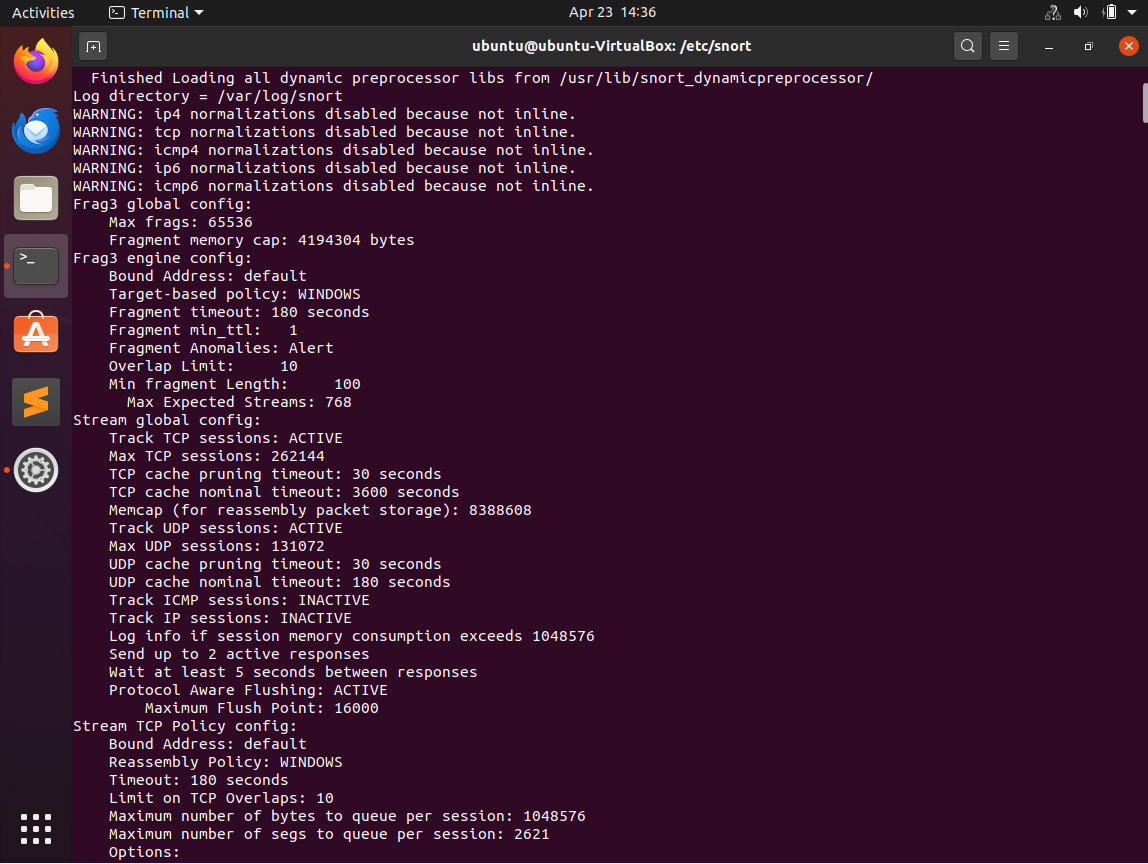 Activities Terminal Apr 23 14:36
ubuntu@ubuntu-VirtualBox: /etc/snort
Finished Loading all dynamic preprocessor libs from /usr/lib/snort_dynamicpreprocessor/
Log directory = /var/log/snort
WARNING: ip4 normalizations disabled because not inline.
WARNING: tcp normalizations disabled because not inline.
WARNING: icmp4 normalizations disabled because not inline.
WARNING: ip6 normalizations disabled because not inline.
WARNING: icmp6 normalizations disabled because not inline.
Frag3 global config:
    Max frags: 65536
    Fragment memory cap: 4194304 bytes
Frag3 engine config:
    Bound Address: default
    Target-based policy: WINDOWS
    Fragment timeout: 180 seconds
    Fragment min_ttl:   1
    Fragment Anomalies: Alert
    Overlap Limit:     10
    Min fragment Length:     100
      Max Expected Streams: 768
Stream global config:
    Track TCP sessions: ACTIVE
    Max TCP sessions: 262144
    TCP cache pruning timeout: 30 seconds
    TCP cache nominal timeout: 3600 seconds
    Memcap (for reassembly packet storage): 8388608
    Track UDP sessions: ACTIVE
    Max UDP sessions: 131072
    UDP cache pruning timeout: 30 seconds
    UDP cache nominal timeout: 180 seconds
    Track ICMP sessions: INACTIVE
    Track IP sessions: INACTIVE
    Log info if session memory consumption exceeds 1048576
    Send up to 2 active responses
    Wait at least 5 seconds between responses
    Protocol Aware Flushing: ACTIVE
        Maximum Flush Point: 16000
Stream TCP Policy config:
    Bound Address: default
    Reassembly Policy: WINDOWS
    Timeout: 180 seconds
    Limit on TCP Overlaps: 10
    Maximum number of bytes to queue per session: 1048576
    Maximum number of segs to queue per session: 2621
    Options: